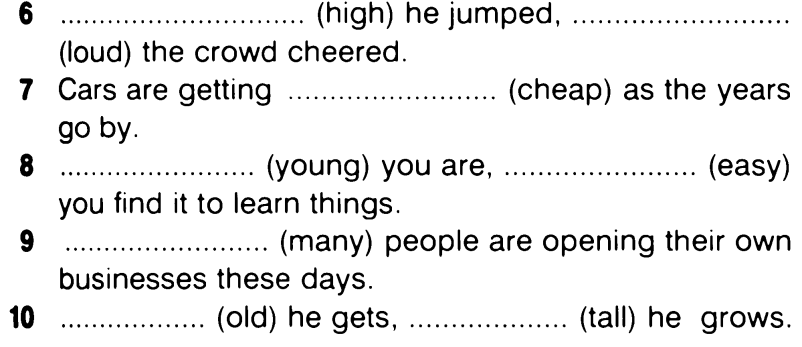 6 .............................. (high) he jumped, ...........................
(loud) the crowd cheered.
7 Cars are getting ........................... (cheap) as the years
go by.
8 ......................... (young) you are, ......................... (easy)
you find it to learn things.
9 .......................... (many) people are opening their own
businesses these days.
10 ................... (old) he gets, .................... (tall) he grows.